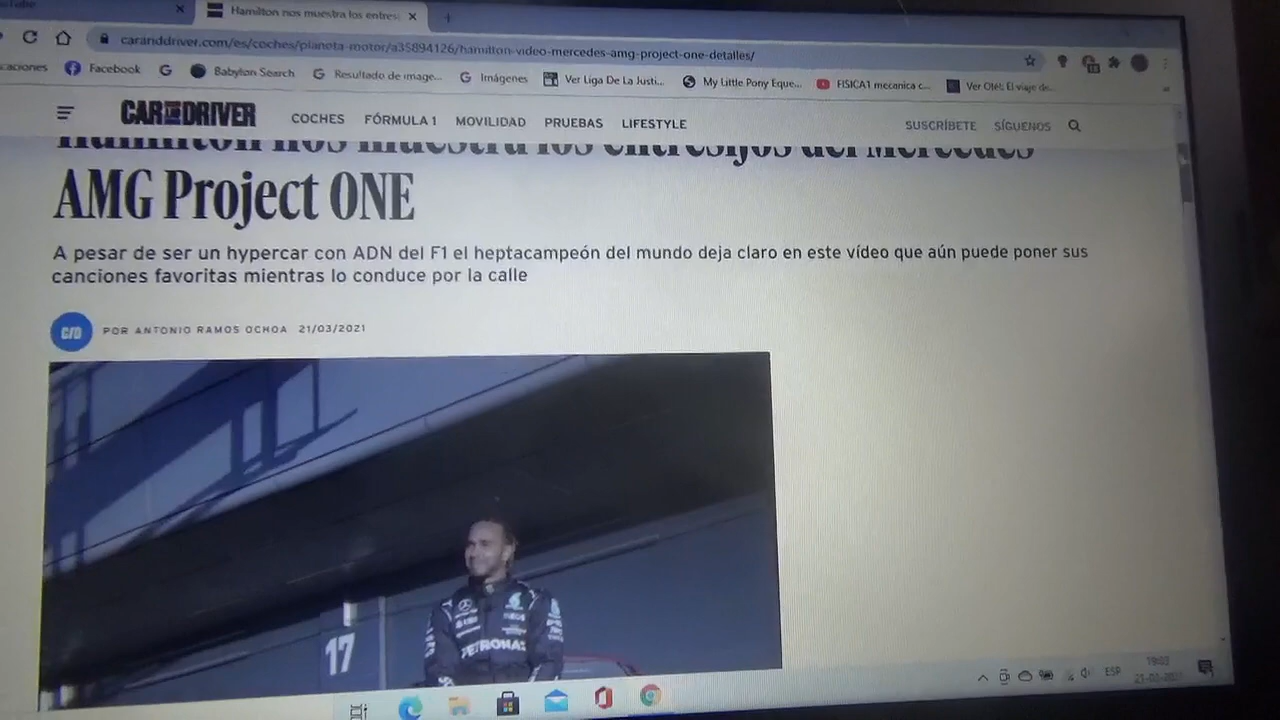 Hamilton nos muestra los entres
caranddriver.com/es/coches/planeta-motor/a35894126/hamilton-video-mercedes-amg-project-one-detalles/
caciones Facebook G Babylon Search Resultado de image... Imágenes Ver Liga De La Justi... My Little Pony Eque... FISICA1 mecanica c... Ver Olé!: El viaje de...
CAR AND DRIVER COCHES FÓRMULA 1 MOVILIDAD PRUEBAS LIFESTYLE SUSCRÍBETE SÍGUENOS
Hamilton nos muestra los entresijos del Mercedes
AMG Project ONE
A pesar de ser un hypercar con ADN del F1 el heptacampeón del mundo deja claro en este vídeo que aún puede poner sus
canciones favoritas mientras lo conduce por la calle
C/D POR ANTONIO RAMOS OCHOA 21/03/2021
INEOS
PETRONAS
17
ESP